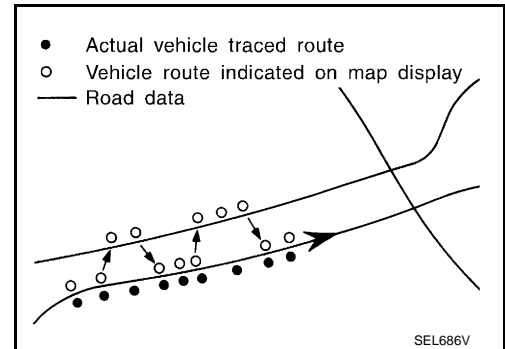 Actual vehicle traced route
Vehicle route indicated on map display
Road data
SEL686V